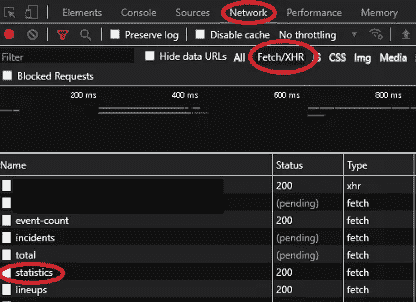 Elements Console Sources Network Performance Memory
Preserve log Disable cache No throttling
Filter Hide data URLs All Fetch/XHR JS CSS Img Media
Blocked Requests
200 ms 400 ms 600 ms 800 ms
Name Status Type
200 xhr
(pending) fetch
event-count 200 fetch
incidents (pending) fetch
total (pending) fetch
statistics 200 fetch
lineups 200 fetch